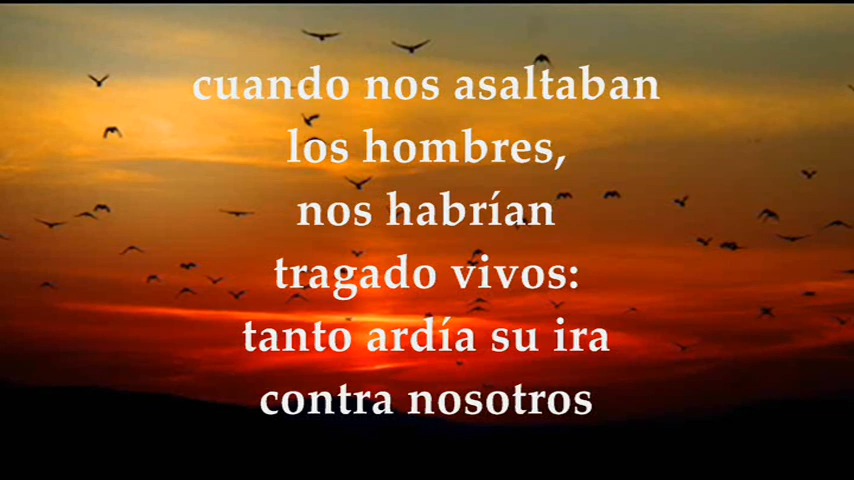 cuando nos asaltaban
los hombres,
nos habrían
tragado vivos:
tanto ardía su ira
contra nosotros